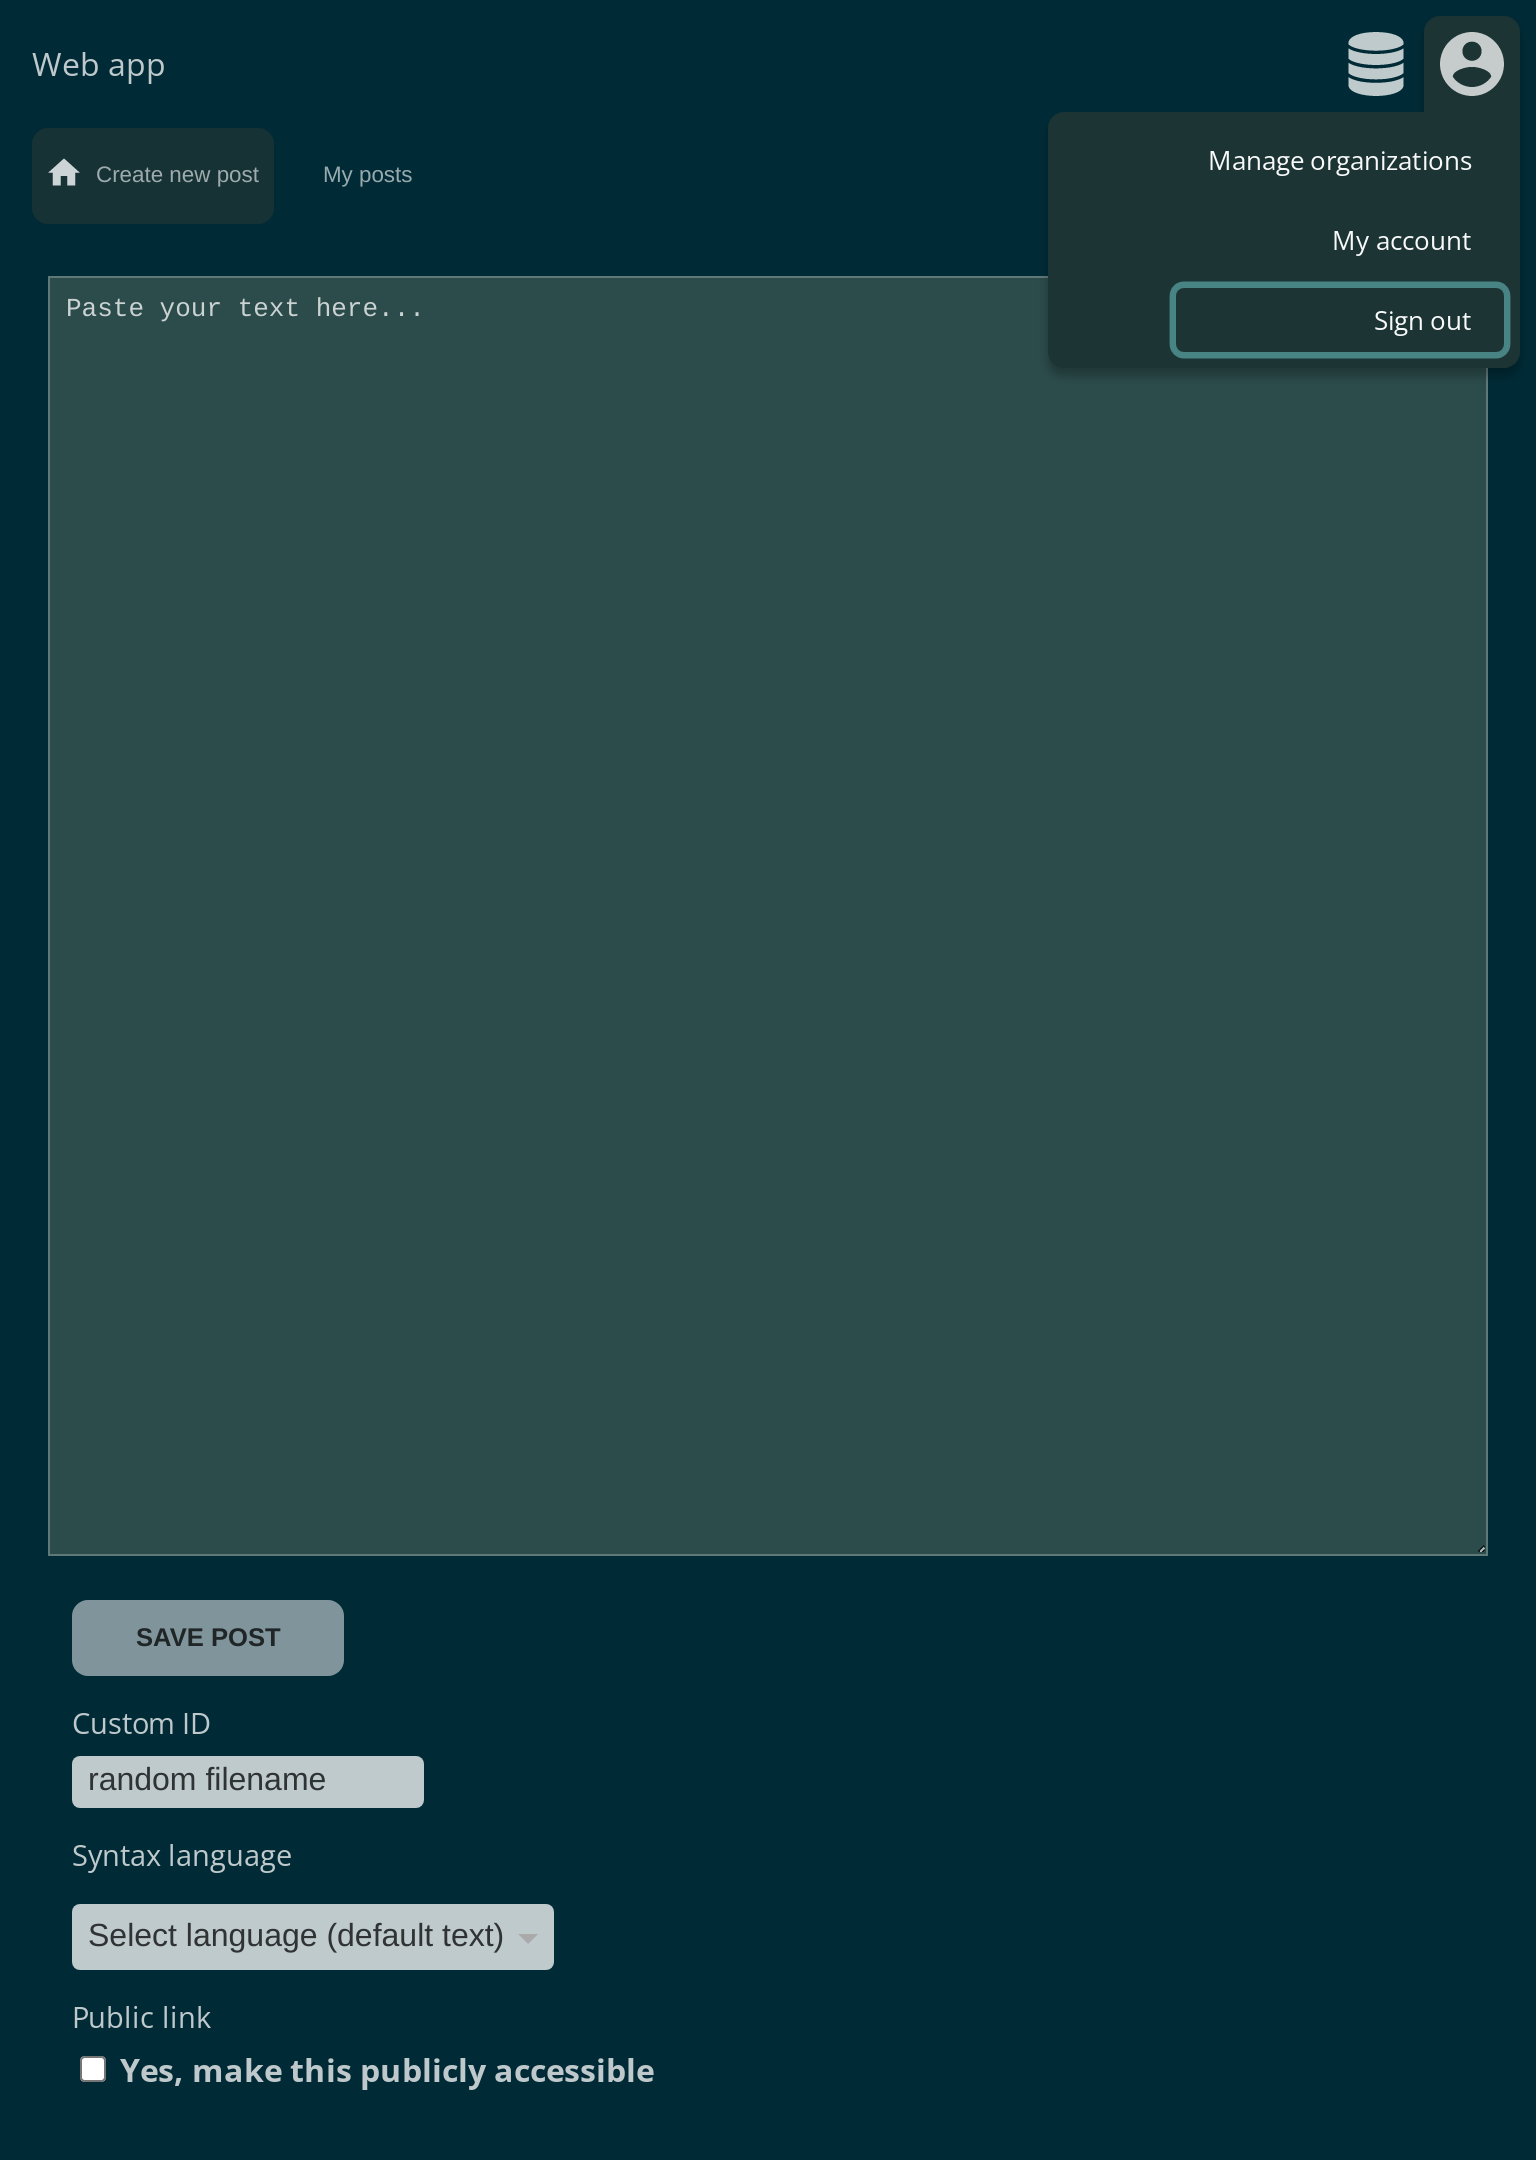 Web app
Manage organizations
Create new post
My posts
My account
Paste your text here...
Sign out
SAVE POST
Custom ID
random filename
Syntax language
Select language (default text)
Public link
Yes, make this publicly accessible